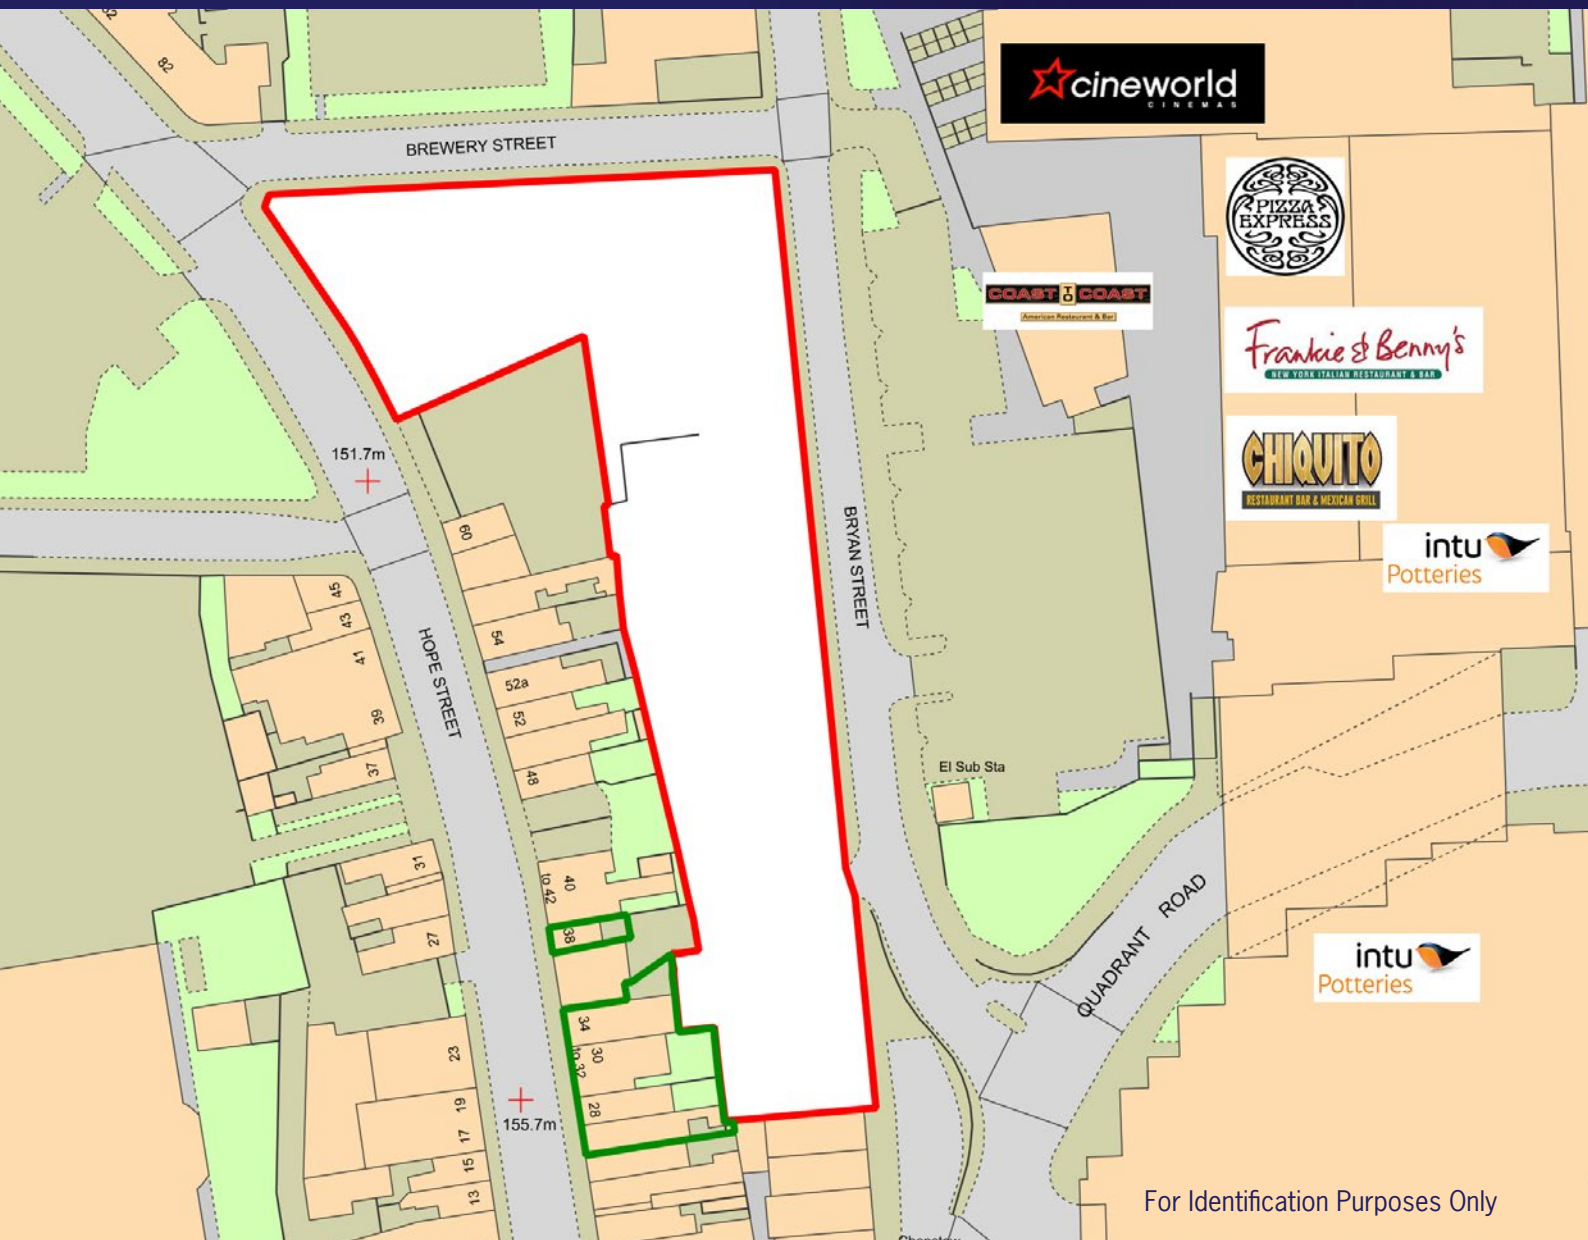 82
cineworld
CINEMAS
BREWERY STREET
PIZZA
EXPRESS
COAST TO COAST
American Restaurant & Bar
Frankie & Benny's
NEW YORK ITALIAN RESTAURANT & BAR
CHIQUITO
RESTAURANT BAR & MEXICAN GRILL
151.7m
intu
Potteries
60
BRYAN STREET
45
43
41
39
37
HOPE STREET
54
52a
52
48
El Sub Sta
31
27
40
to 42
38
QUADRANT ROAD
intu
Potteries
34
30
to 32
28
23
19
17
15
13
155.7m
For Identification Purposes Only